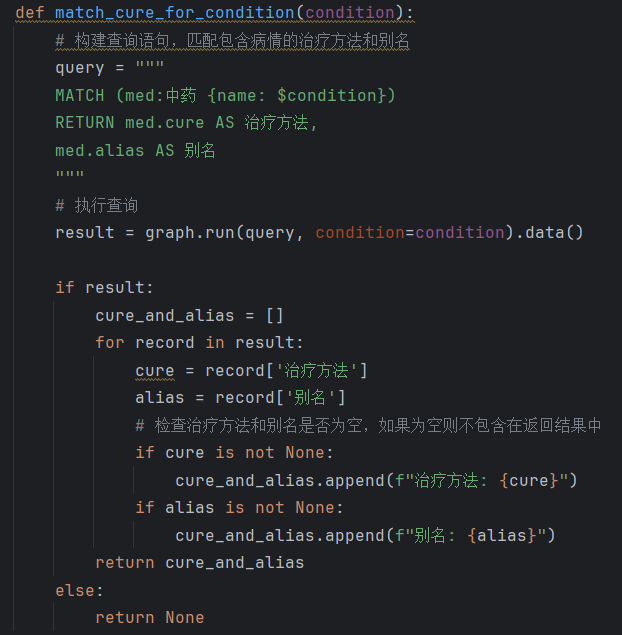 def match_cure_for_condition(condition):
    # 构建查询语句，匹配包含病情的治疗方法和别名
    query = """
    MATCH (med:中药 {name: $condition})
    RETURN med.cure AS 治疗方法,
    med.alias AS 别名
    """
    # 执行查询
    result = graph.run(query, condition=condition).data()

    if result:
        cure_and_alias = []
        for record in result:
            cure = record['治疗方法']
            alias = record['别名']
            # 检查治疗方法和别名是否为空，如果为空则不包含在返回结果中
            if cure is not None:
                cure_and_alias.append(f"治疗方法: {cure}")
            if alias is not None:
                cure_and_alias.append(f"别名: {alias}")
        return cure_and_alias
    else:
        return None